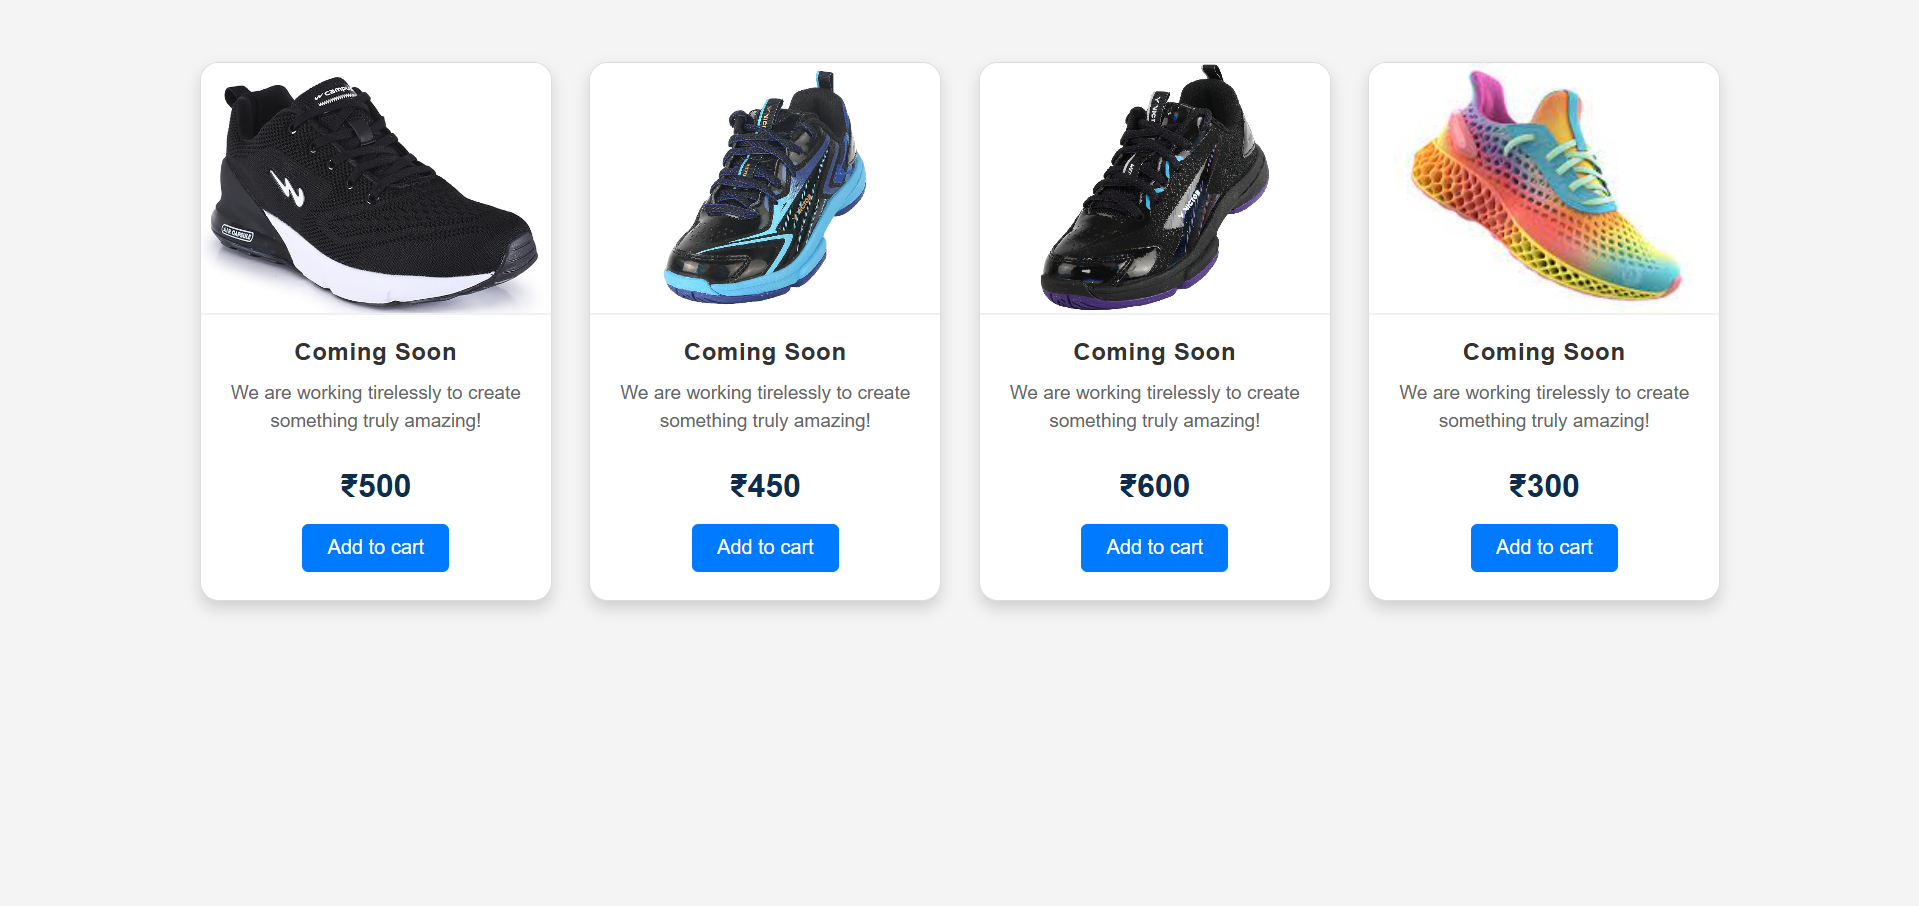 campus
AIR CAPSULE
VICTOR
VICTOR
Coming Soon
We are working tirelessly to create
something truly amazing!
₹500
Add to cart
Coming Soon
We are working tirelessly to create
something truly amazing!
₹450
Add to cart
Coming Soon
We are working tirelessly to create
something truly amazing!
₹600
Add to cart
Coming Soon
We are working tirelessly to create
something truly amazing!
₹300
Add to cart